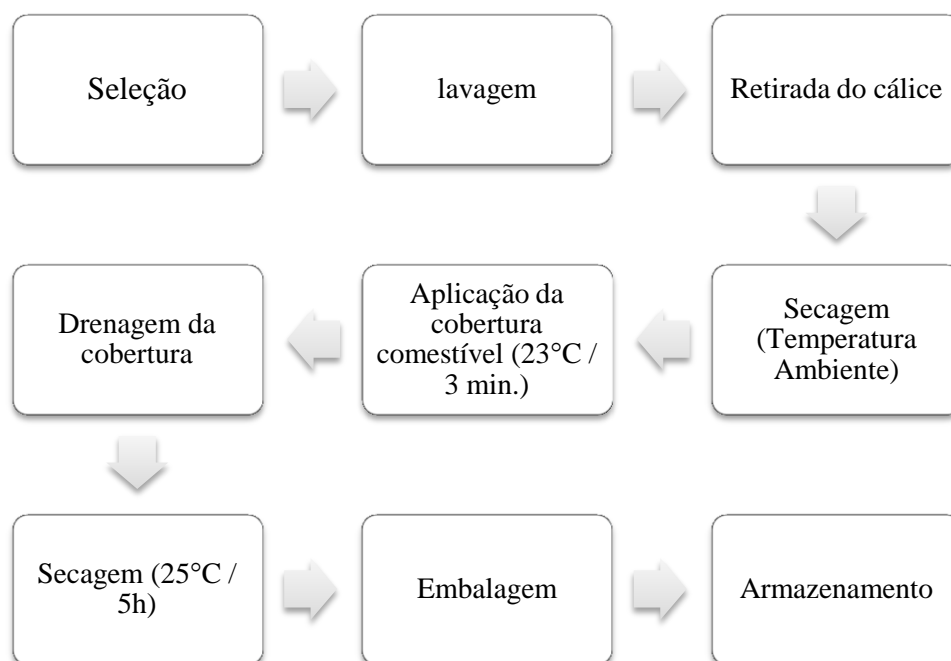 Seleção
lavagem
Retirada do cálice
Secagem
(Temperatura
Ambiente)
Aplicação da
cobertura
comestível (23°C /
3 min.)
Drenagem da
cobertura
Secagem (25°C /
5h)
Embalagem
Armazenamento